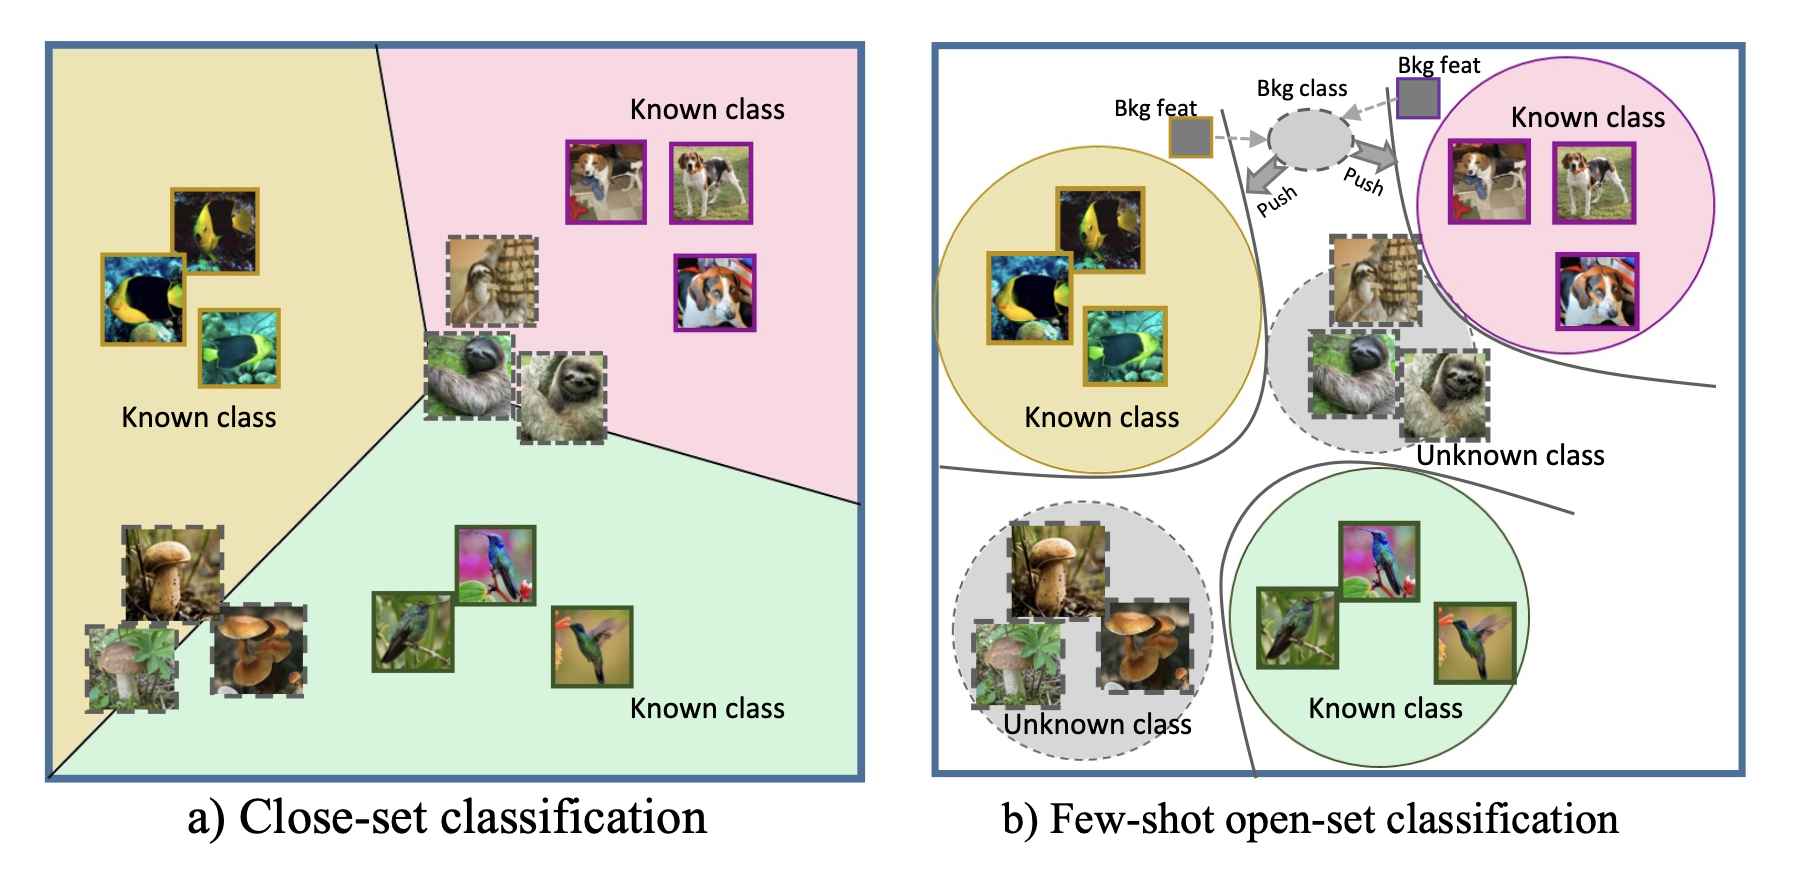 Known class
Known class
Known class
a) Close-set classification
Bkg feat
Bkg class
Bkg feat
Known class
Push
Push
Known class
Unknown class
Known class
Unknown class
b) Few-shot open-set classification